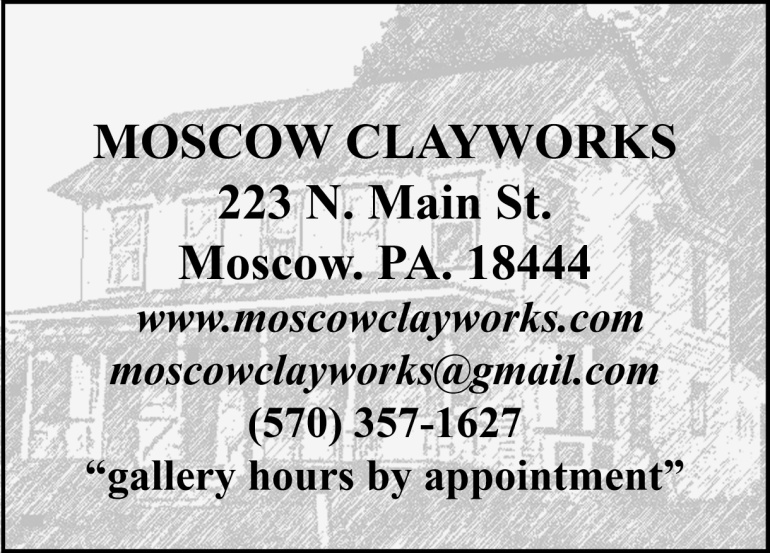 MOSCOW CLAYWORKS
223 N. Main St.
Moscow. PA. 18444
www.moscowclayworks.com
moscowclayworks@gmail.com
(570) 357-1627
“gallery hours by appointment”